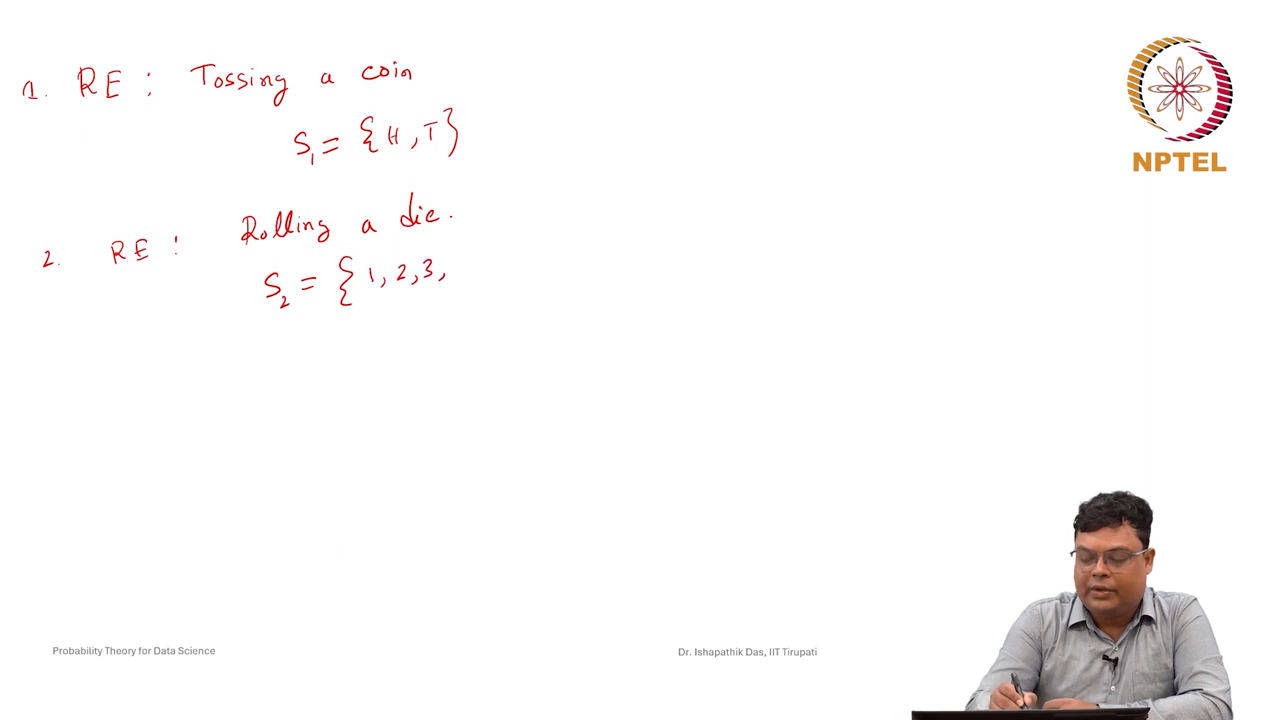 1. RE : Tossing a coin
S₁ = {H, T}
2. RE : Rolling a die.
S₂ = { 1, 2, 3,
NPTEL
Probability Theory for Data Science
Dr. Ishapathik Das, IIT Tirupati